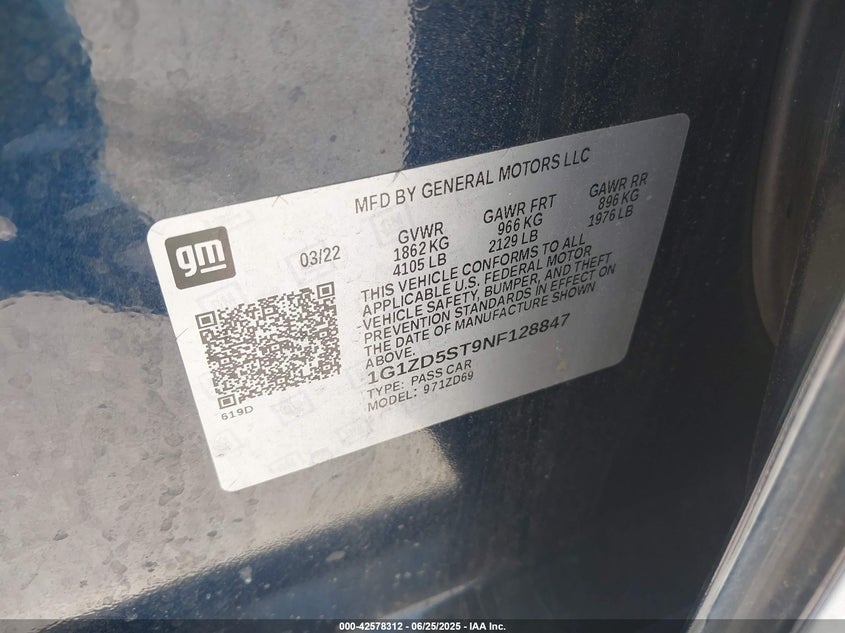 MFD BY GENERAL MOTORS LLC
gm
03/22
GVWR
1862 KG
4105 LB
GAWR FRT
966 KG
2129 LB
GAWR RR
896 KG
1976 LB
THIS VEHICLE CONFORMS TO ALL
APPLICABLE U.S. FEDERAL MOTOR
VEHICLE SAFETY, BUMPER, AND THEFT
PREVENTION STANDARDS IN EFFECT ON
THE DATE OF MANUFACTURE SHOWN
ABOVE.
1G1ZD5ST9NF128847
TYPE: PASS CAR
MODEL: 971ZD69
619D
000-42578312 / 06/25/2025 - IAA Inc.